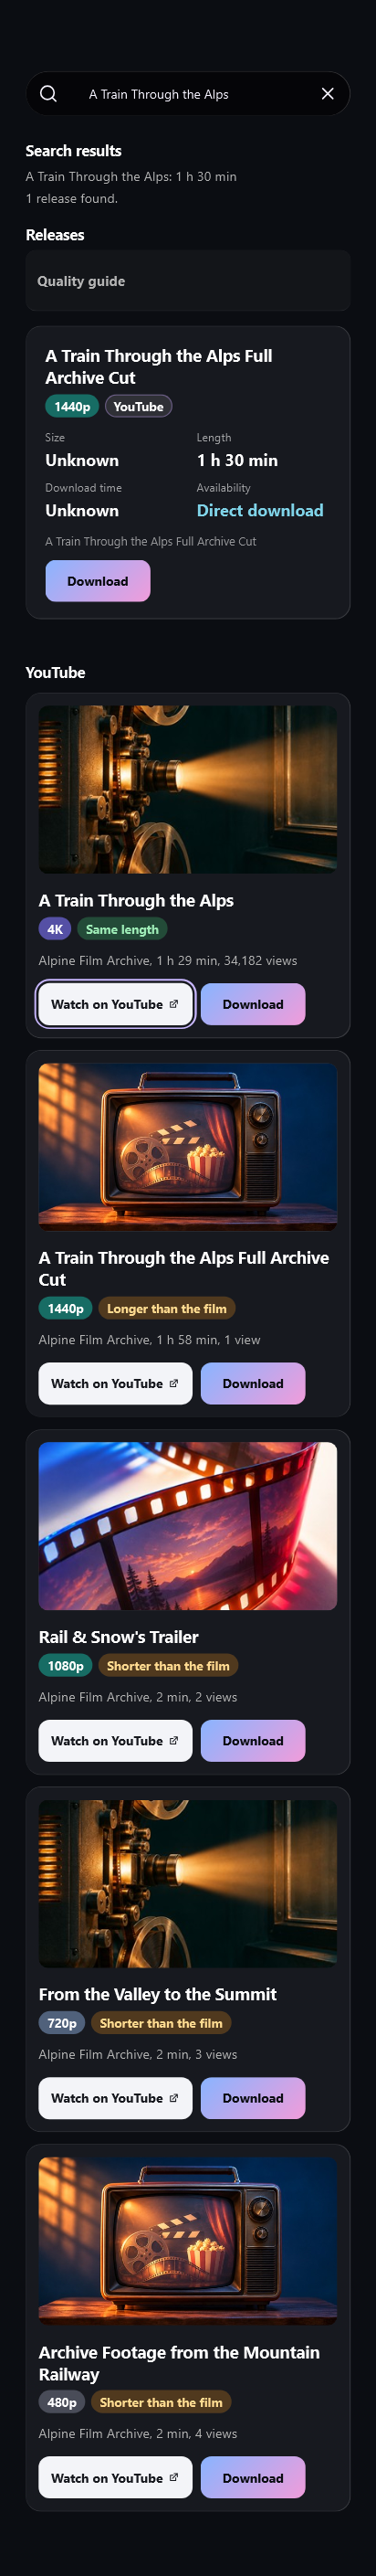 A Train Through the Alps
Search results
A Train Through the Alps: 1 h 30 min
1 release found.
Releases
Quality guide
A Train Through the Alps Full
Archive Cut
1440p YouTube
Size Length
Unknown 1 h 30 min
Download time Availability
Unknown Direct download
A Train Through the Alps Full Archive Cut
Download
YouTube
A Train Through the Alps
4K Same length
Alpine Film Archive, 1 h 29 min, 34,182 views
Watch on YouTube Download
A Train Through the Alps Full Archive
Cut
1440p Longer than the film
Alpine Film Archive, 1 h 58 min, 1 view
Watch on YouTube Download
Rail & Snow's Trailer
1080p Shorter than the film
Alpine Film Archive, 2 min, 2 views
Watch on YouTube Download
From the Valley to the Summit
720p Shorter than the film
Alpine Film Archive, 2 min, 3 views
Watch on YouTube Download
Archive Footage from the Mountain
Railway
480p Shorter than the film
Alpine Film Archive, 2 min, 4 views
Watch on YouTube Download